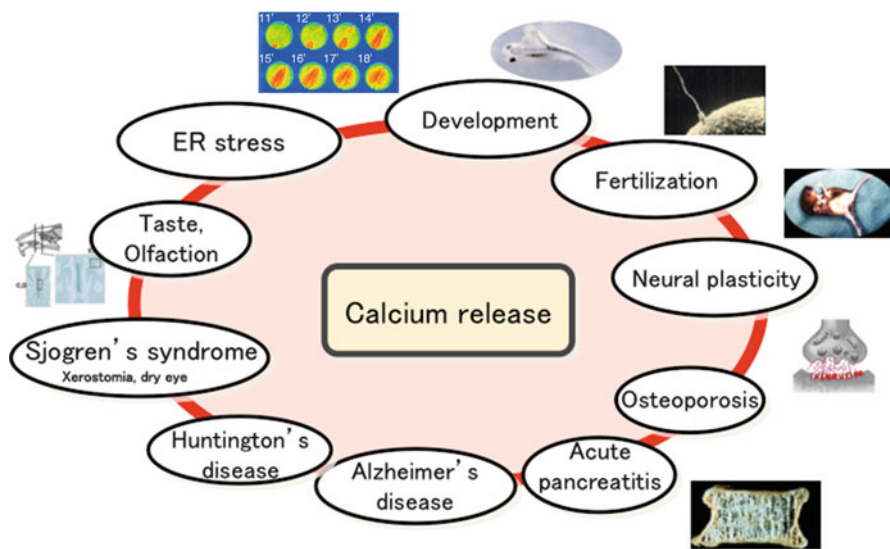 11' 12' 13' 14'
15' 16' 17' 18'
Development
ER stress
Fertilization
Taste,
Olfaction
Neural plasticity
Calcium release
Sjogren's syndrome
Xerostomia, dry eye
Osteoporosis
Huntington's
disease
Alzheimer's
disease
Acute
pancreatitis